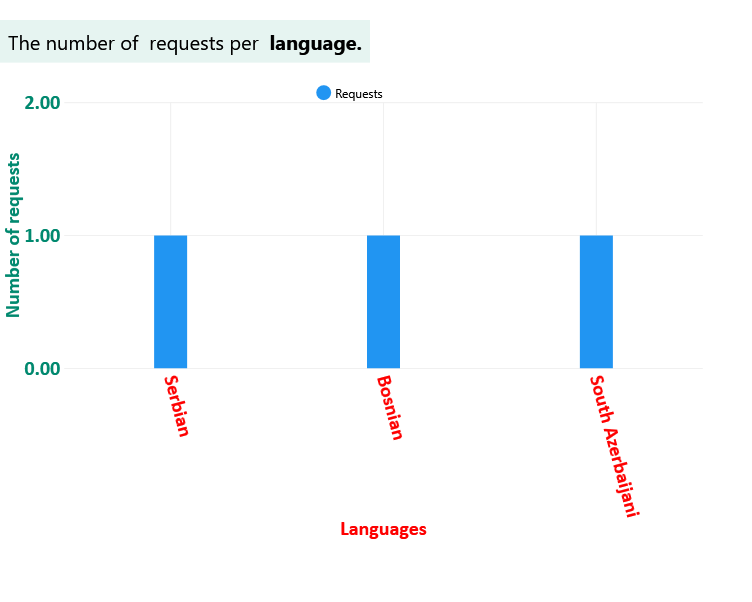 The number of  requests per  language.
Requests
2.00
1.00
0.00
Number of requests
Serbian
Bosnian
South Azerbaijani
Languages